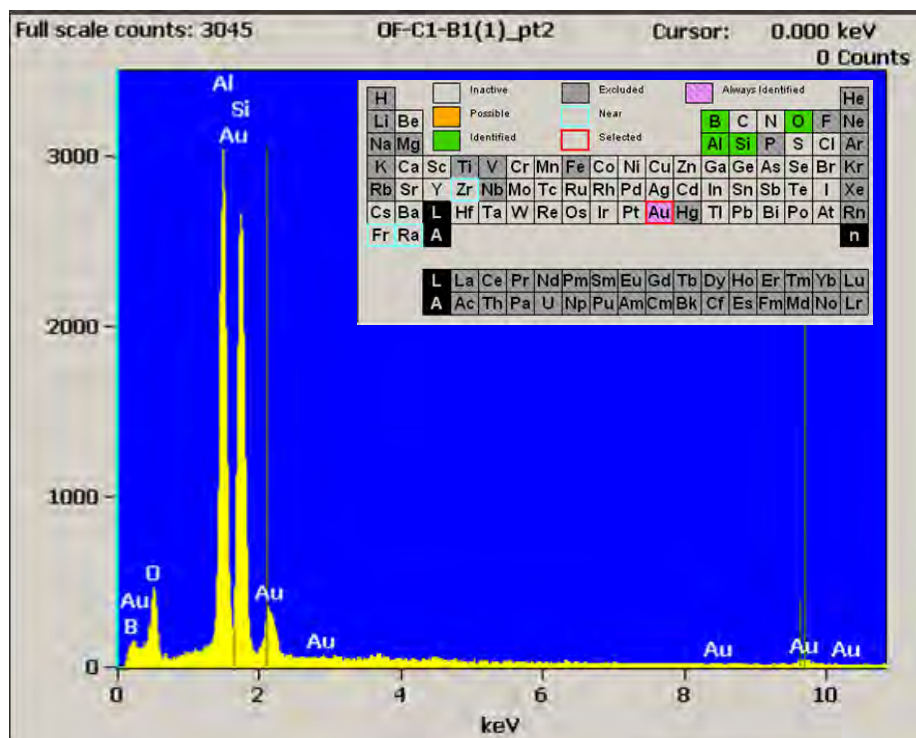 Full scale counts: 3045 OF-C1-B1(1)_pt2 Cursor: 0.000 keV
0 Counts
Inactive Excluded Always Identified
Possible Near
Identified Selected
H He
Li Be B C N O F Ne
Na Mg Al Si P S Cl Ar
K Ca Sc Ti V Cr Mn Fe Co Ni Cu Zn Ga Ge As Se Br Kr
Rb Sr Y Zr Nb Mo Tc Ru Rh Pd Ag Cd In Sn Sb Te I Xe
Cs Ba L Hf Ta W Re Os Ir Pt Au Hg Tl Pb Bi Po At Rn
Fr Ra A n
L La Ce Pr Nd Pm Sm Eu Gd Tb Dy Ho Er Tm Yb Lu
A Ac Th Pa U Np Pu Am Cm Bk Cf Es Fm Md No Lr
Al
Si
Au
3000
2000
1000
0
O
Au
B
Au
Au
Au
Au
Au
0 2 4 6 8 10
keV